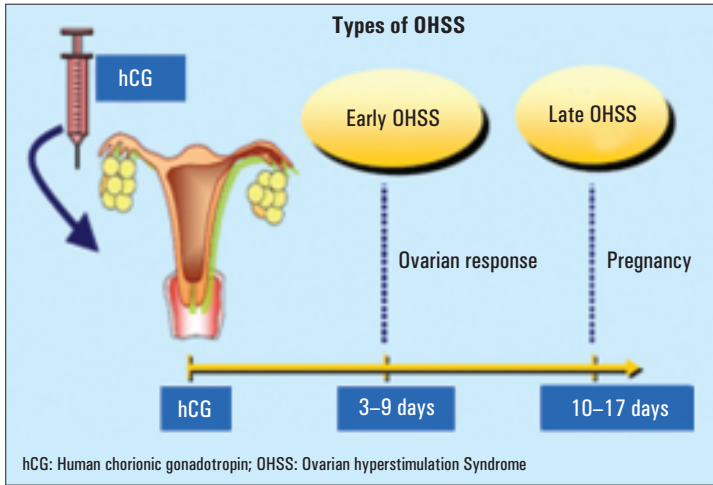 Types of OHSS
hCG
Early OHSS
Late OHSS
Ovarian response
Pregnancy
hCG
3–9 days
10–17 days
hCG: Human chorionic gonadotropin; OHSS: Ovarian hyperstimulation Syndrome